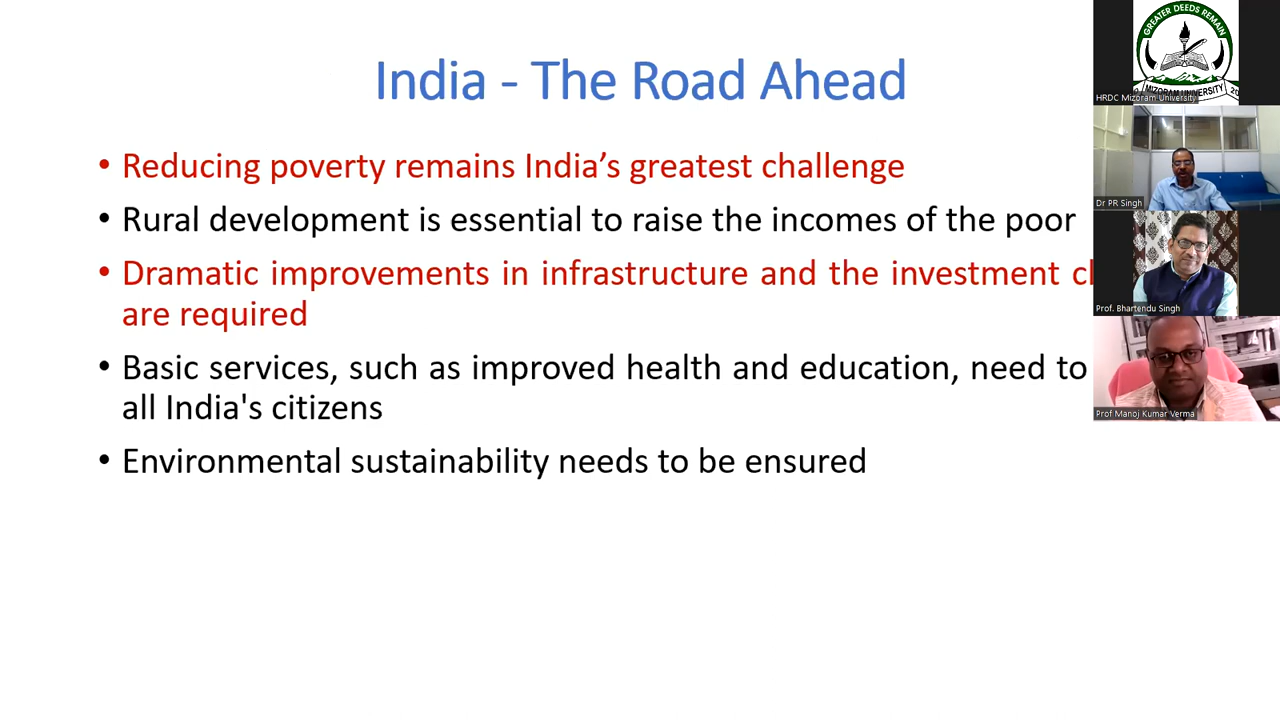 India - The Road Ahead
• Reducing poverty remains India’s greatest challenge
• Rural development is essential to raise the incomes of the poor
• Dramatic improvements in infrastructure and the investment
are required
• Basic services, such as improved health and education, need to
all India's citizens
• Environmental sustainability needs to be ensured
GREATER DEEDS REMAIN
MIZORAM UNIVERSITY
HRDC Mizoram University
Dr PR Singh
Prof. Bhartendu Singh
Prof Manoj Kumar Verma